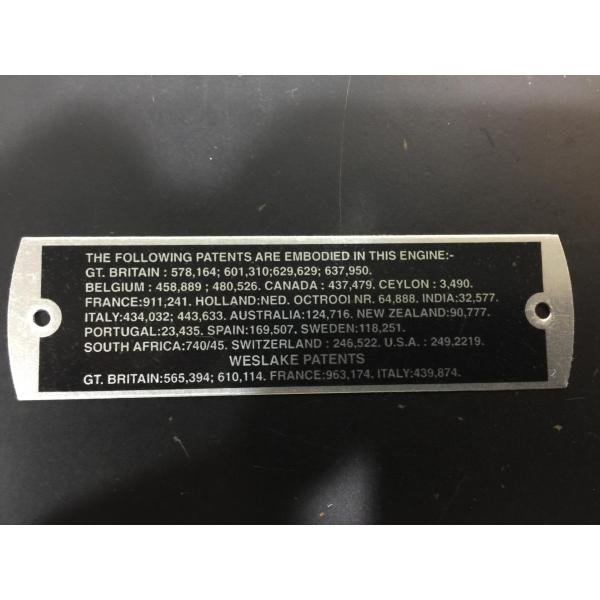 THE FOLLOWING PATENTS ARE EMBODIED IN THIS ENGINE:-
GT. BRITAIN : 578,164; 601,310;629,629; 637,950.
BELGIUM : 458,889 ; 480,526. CANADA : 437,479. CEYLON : 3,490.
FRANCE:911,241. HOLLAND:NED. OCTROOI NR. 64,888. INDIA:32,577.
ITALY:434,032; 443,633. AUSTRALIA:124,716. NEW ZEALAND:90,777.
PORTUGAL:23,435. SPAIN:169,507. SWEDEN:118,251.
SOUTH AFRICA:740/45. SWITZERLAND : 246,522. U.S.A. : 249,2219.
WESLAKE PATENTS
GT. BRITAIN:565,394; 610,114. FRANCE:963,174. ITALY:439,874.